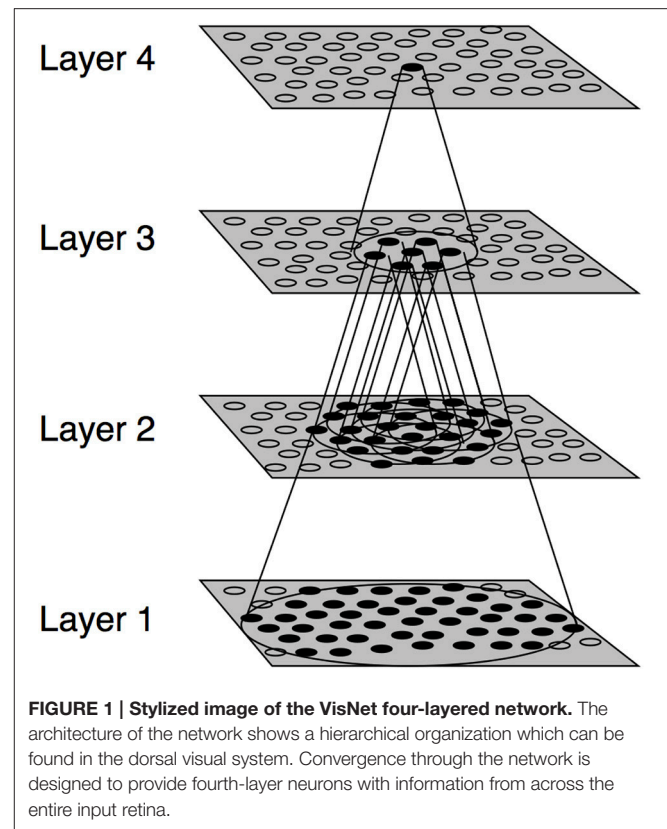 Layer 4
Layer 3
Layer 2
Layer 1
FIGURE 1 | Stylized image of the VisNet four-layered network. The
architecture of the network shows a hierarchical organization which can be
found in the dorsal visual system. Convergence through the network is
designed to provide fourth-layer neurons with information from across the
entire input retina.